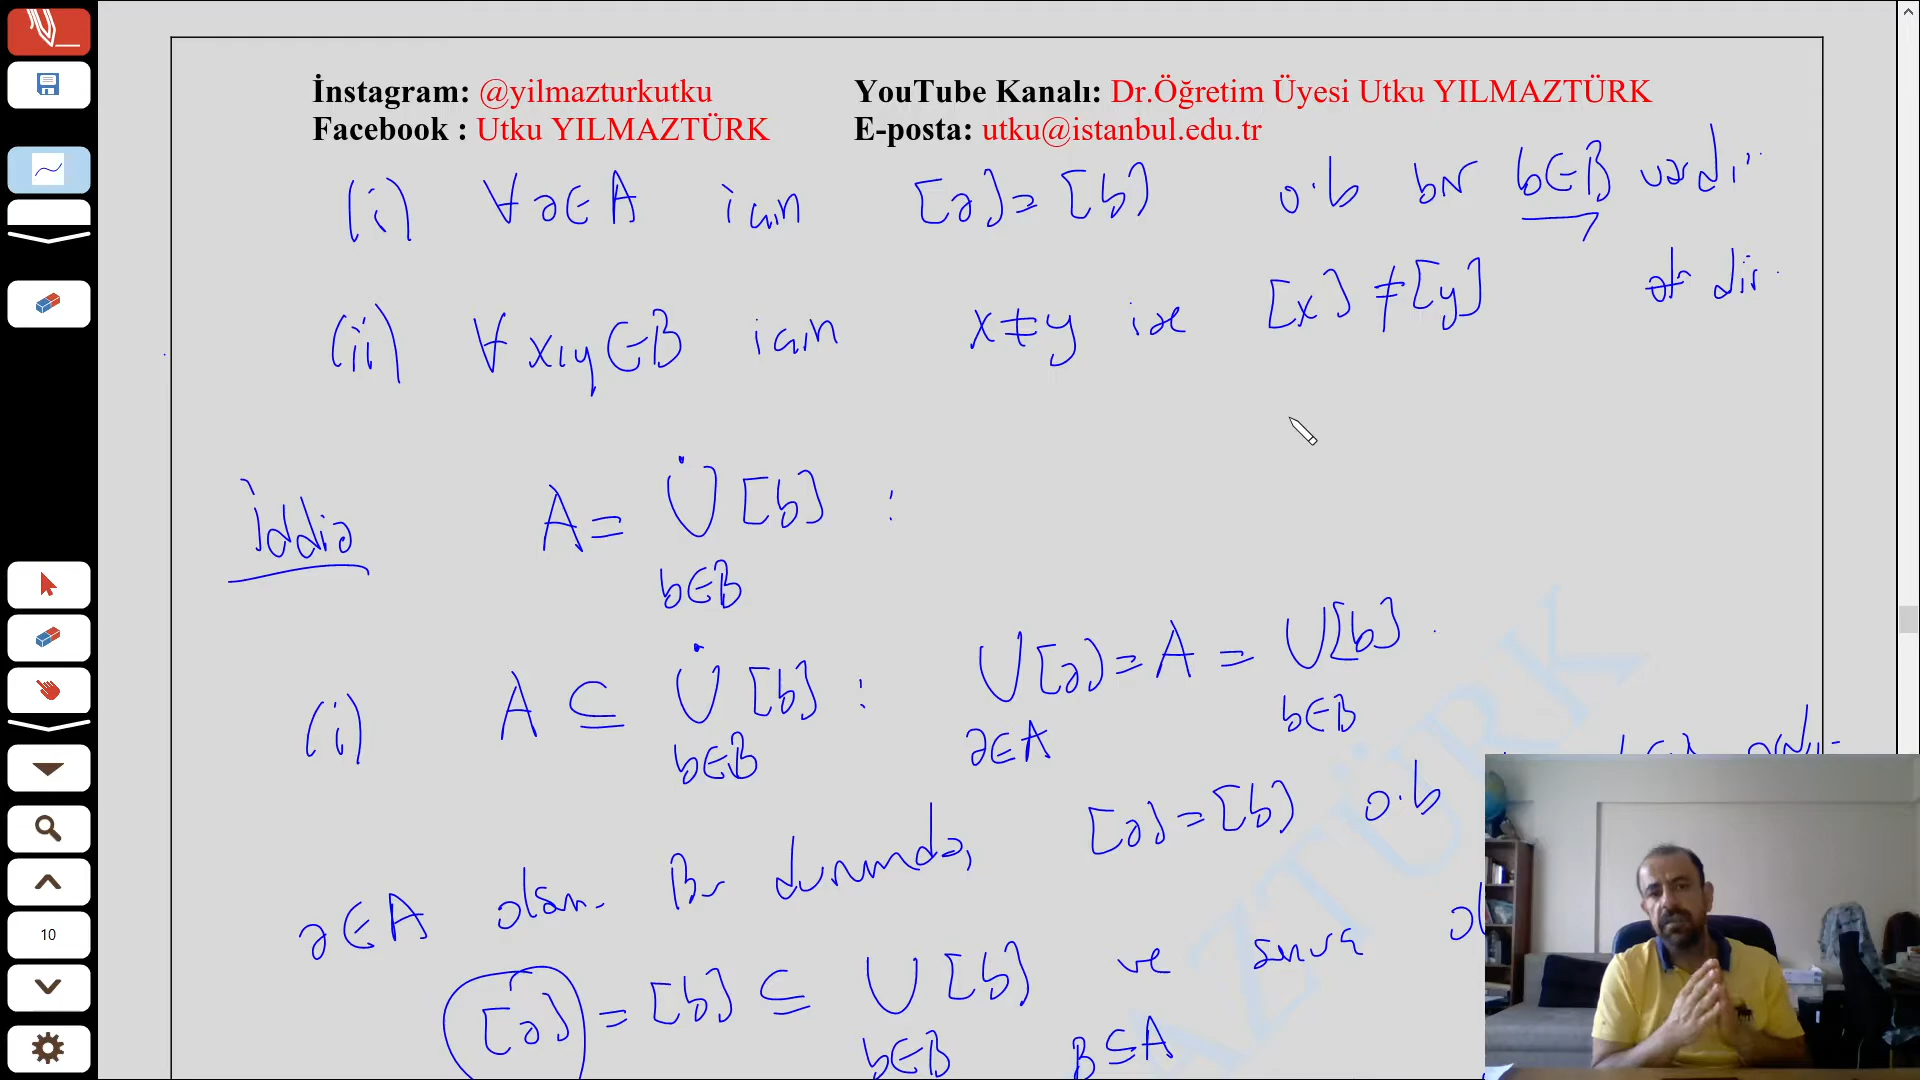 İnstagram: @yilmazturkutku YouTube Kanalı: Dr.Öğretim Üyesi Utku YILMAZTÜRK
Facebook : Utku YILMAZTÜRK E-posta: utku@istanbul.edu.tr
(i) ∀a∈A için [a]=[b] o.b bir b∈B vardır
(ii) ∀x,y∈B için x≠y ise [x]≠[y] dir.
İddia A= ⋃̇ [b] :
b∈B
(i) A ⊆ ⋃̇ [b] : ⋃[a]=A=⋃[b].
b∈B a∈A b∈B
a∈A olsun. Bu durumda, [a]=[b] o.b
[a] = [b] ⊆ ⋃ [b] ve
b∈B B⊆A
10
AZTÜRK